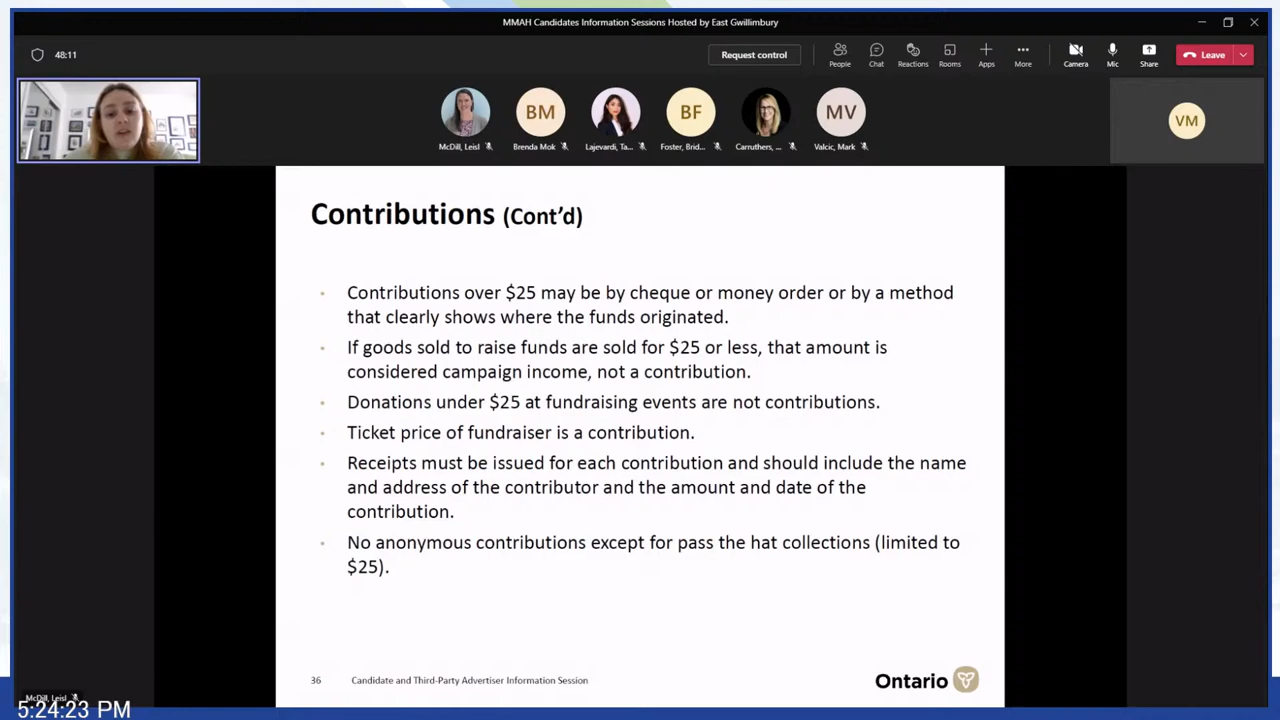 MMAH Candidates Information Sessions Hosted by East Gwillimbury
48:11
Request control
People
Chat
Reactions
Rooms
Apps
More
Camera
Mic
Share
Leave
BM
BF
MV
VM
McDill, Leisl
Brenda Mok
Lajevardi, Ta...
Foster, Brid...
Carruthers, ...
Valcic, Mark
Contributions (Cont'd)
• Contributions over $25 may be by cheque or money order or by a method
that clearly shows where the funds originated.
• If goods sold to raise funds are sold for $25 or less, that amount is
considered campaign income, not a contribution.
• Donations under $25 at fundraising events are not contributions.
• Ticket price of fundraiser is a contribution.
• Receipts must be issued for each contribution and should include the name
and address of the contributor and the amount and date of the
contribution.
• No anonymous contributions except for pass the hat collections (limited to
$25).
36
Candidate and Third-Party Advertiser Information Session
Ontario
McDill, Leisl
5:24:23 PM